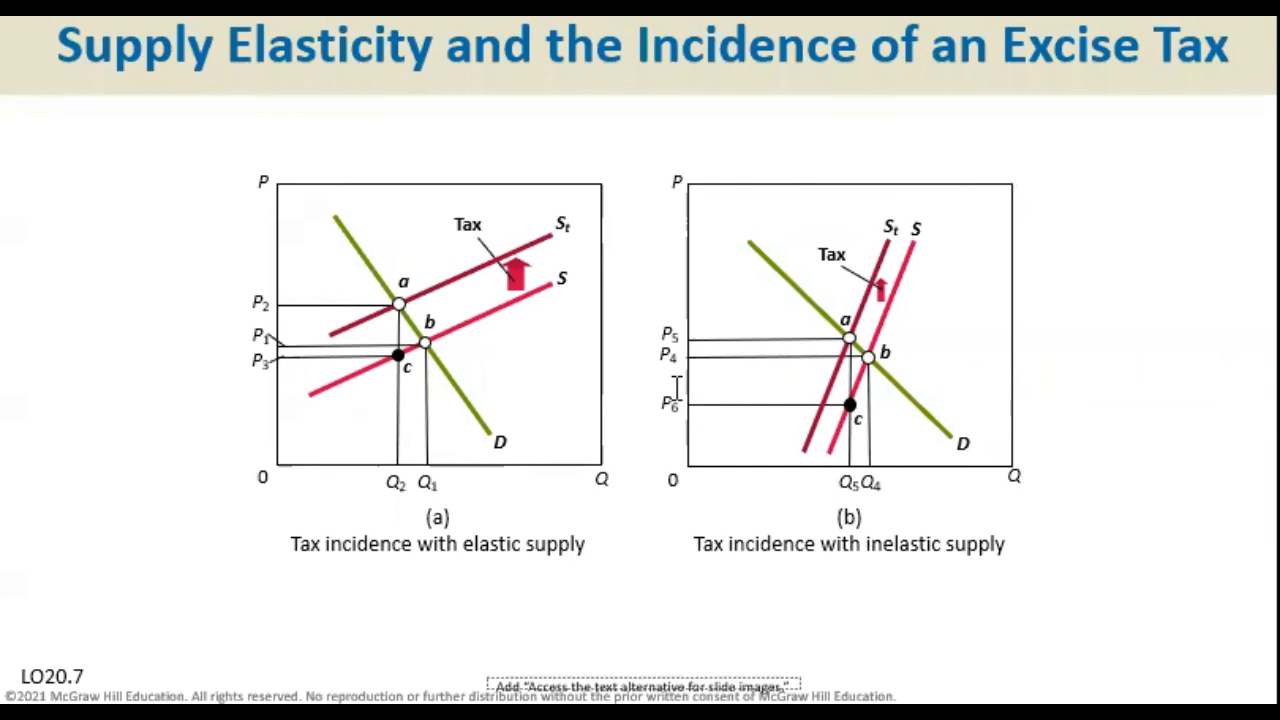 Supply Elasticity and the Incidence of an Excise Tax
P
Tax
St
S
a
b
c
P2
P1
P3
D
0
Q2 Q1
Q
(a)
Tax incidence with elastic supply
P
St S
Tax
a
b
c
P5
P4
P6
D
0
Q5 Q4
Q
(b)
Tax incidence with inelastic supply
LO20.7
Add "Access the text alternative for slide images."
©2021 McGraw Hill Education. All rights reserved. No reproduction or further distribution without the prior written consent of McGraw Hill Education.